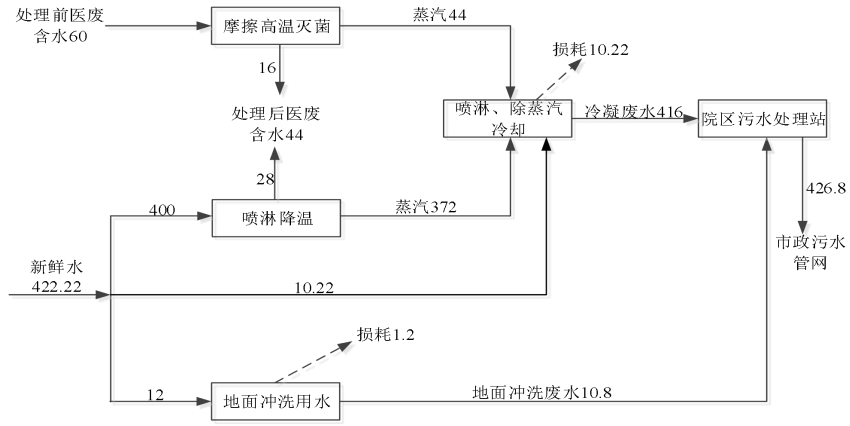 处理前医废
含水60
摩擦高温灭菌
蒸汽44
损耗10.22
16
处理后医废
含水44
喷淋、除蒸汽
冷却
冷凝废水416
院区污水处理站
28
400
喷淋降温
蒸汽372
426.8
市政污水
管网
新鲜水
422.22
10.22
损耗1.2
12
地面冲洗用水
地面冲洗废水10.8